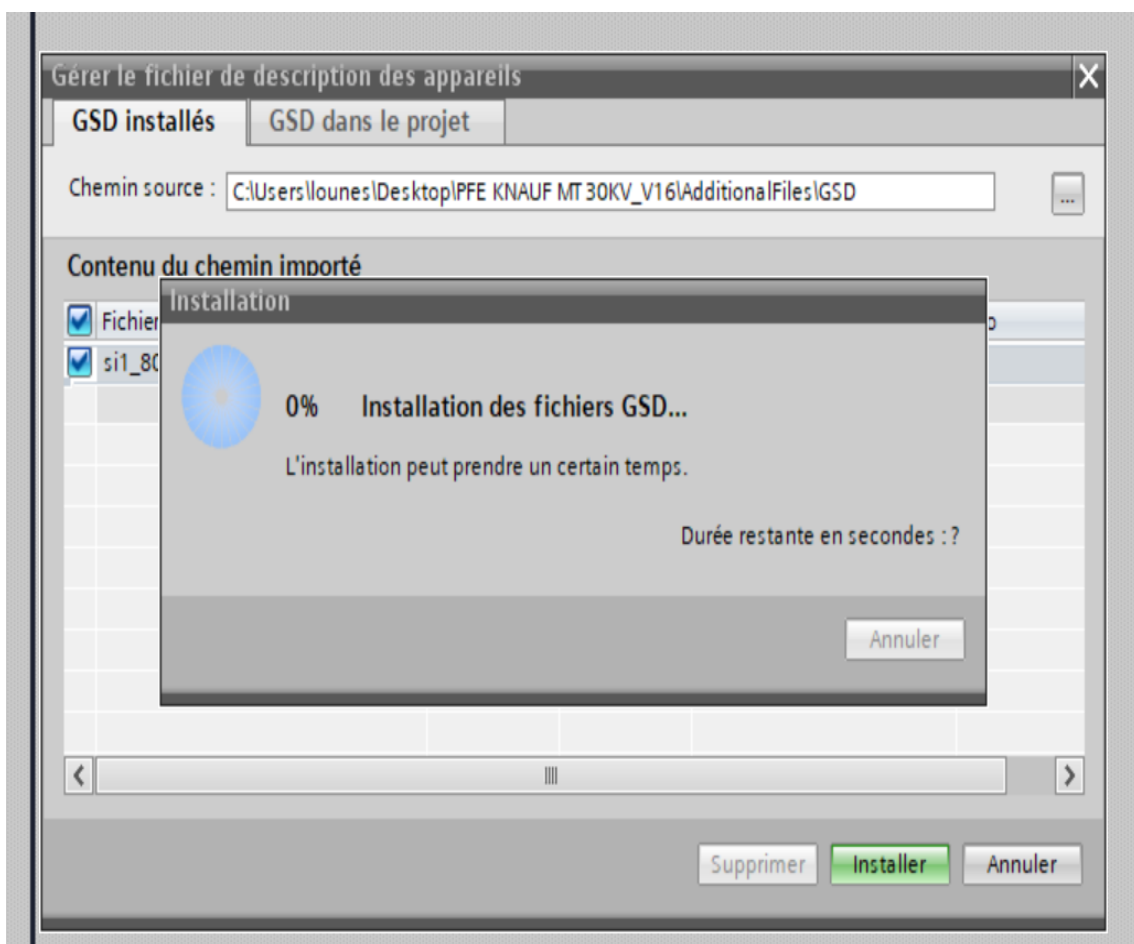 Gérer le fichier de description des appareils
GSD installés GSD dans le projet
Chemin source : C:\Users\lounes\Desktop\PFE KNAUF MT 30KV_V16\AdditionalFiles\GSD ...
Contenu du chemin importé
Installation
Fichier
si1_80
0% Installation des fichiers GSD...
L'installation peut prendre un certain temps.
Durée restante en secondes : ?
Annuler
Supprimer Installer Annuler